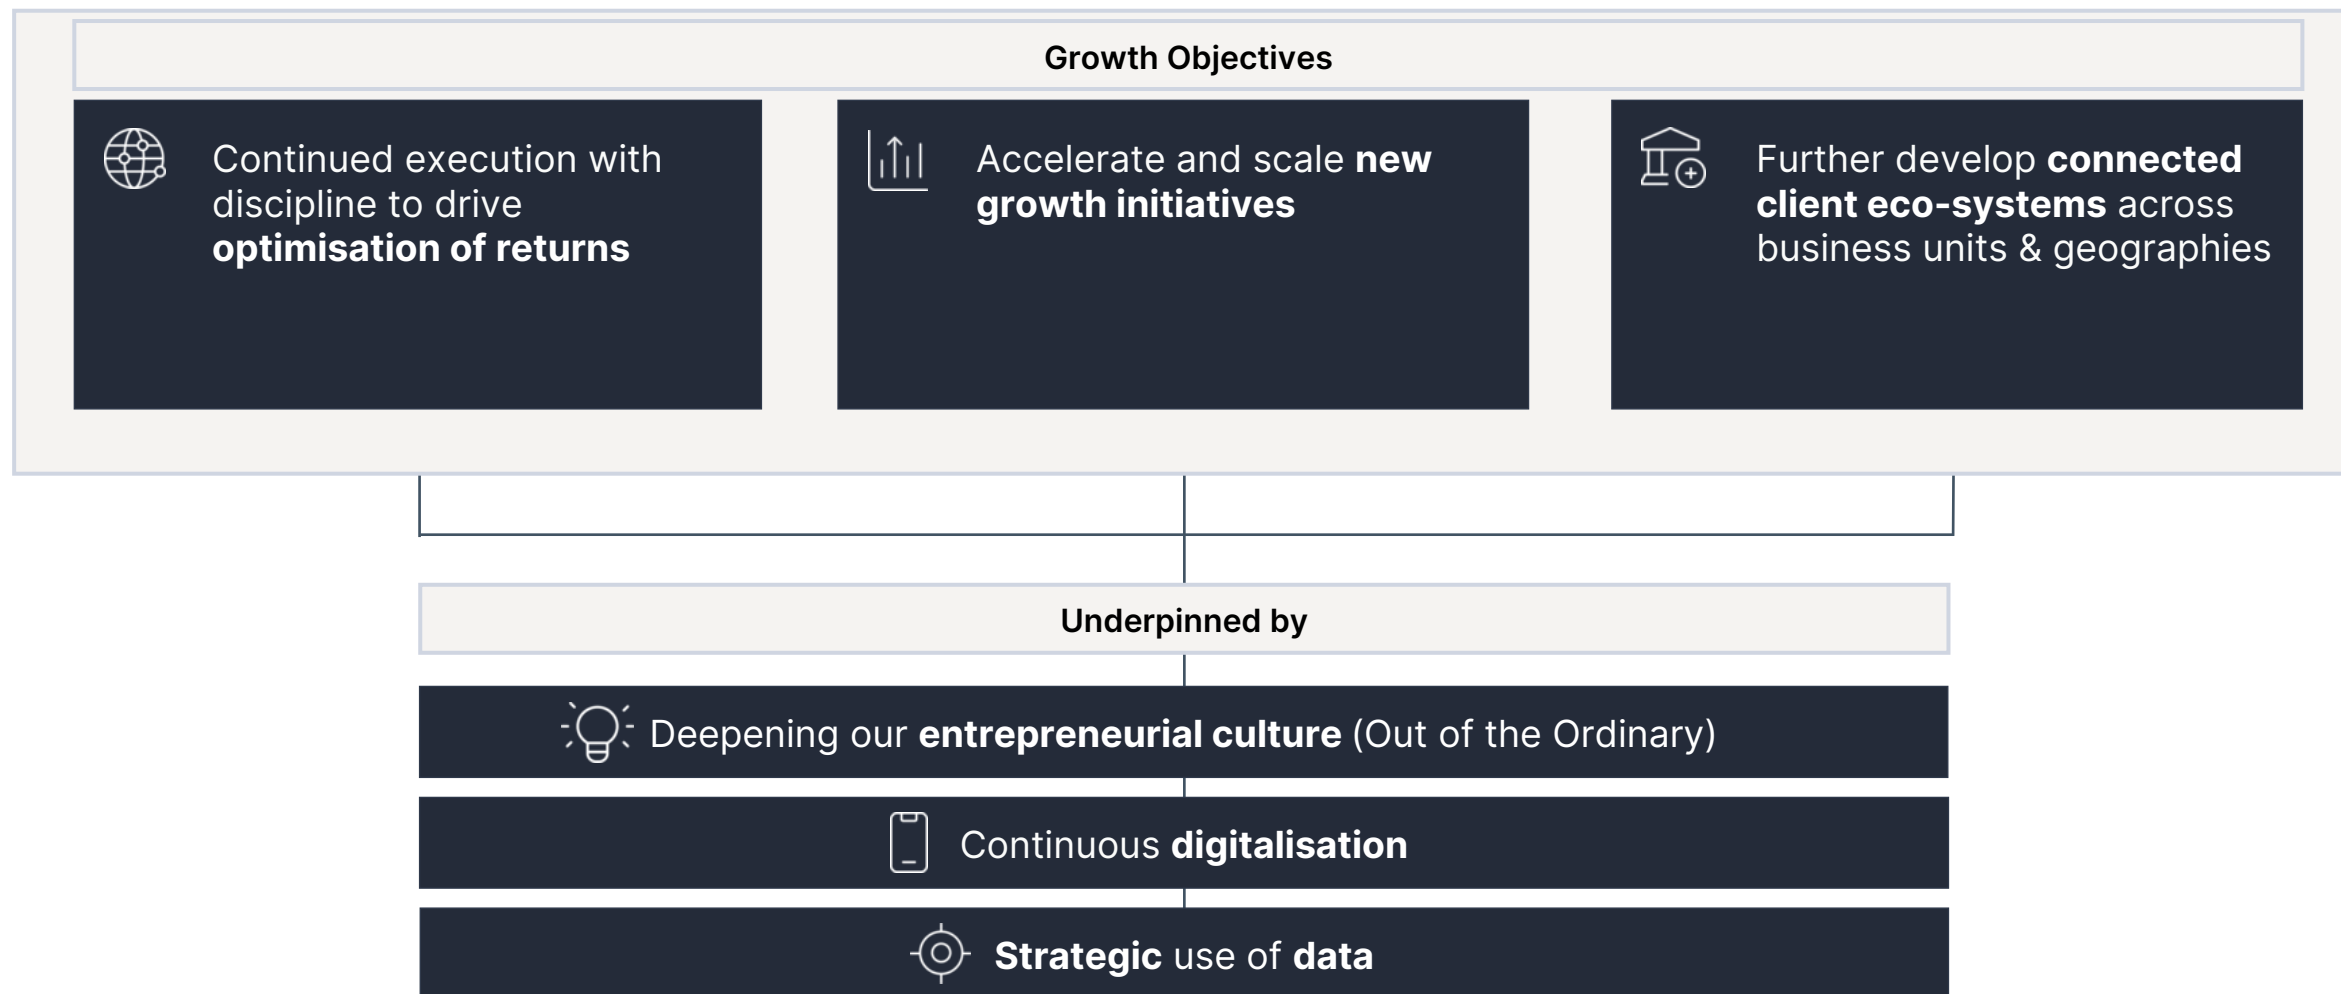 Growth Objectives
Continued execution with
discipline to drive
optimisation of returns
Accelerate and scale new
growth initiatives
Further develop connected
client eco-systems across
business units & geographies
Underpinned by
Deepening our entrepreneurial culture (Out of the Ordinary)
Continuous digitalisation
Strategic use of data